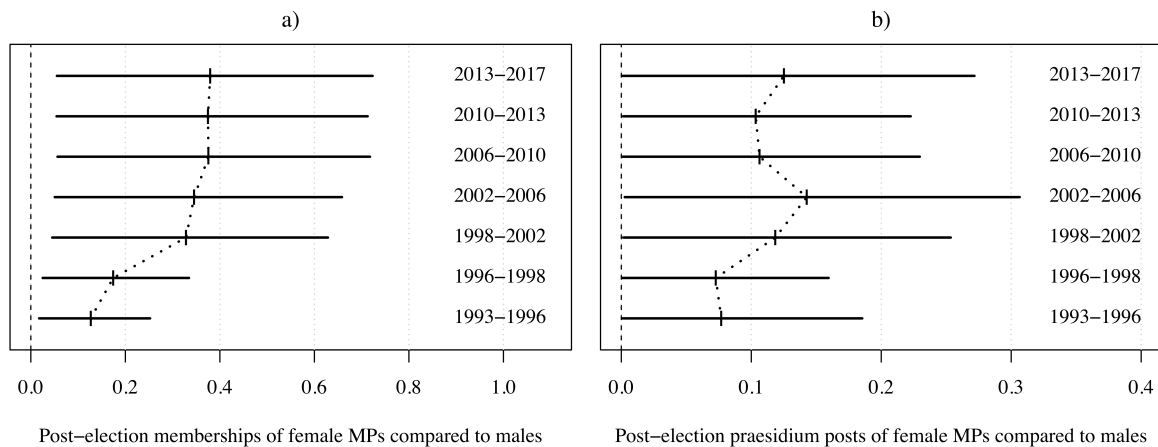 a)
2013−2017
2010−2013
2006−2010
2002−2006
1998−2002
1996−1998
1993−1996
0.0 0.2 0.4 0.6 0.8 1.0
Post−election memberships of female MPs compared to males
b)
2013−2017
2010−2013
2006−2010
2002−2006
1998−2002
1996−1998
1993−1996
0.0 0.1 0.2 0.3 0.4
Post−election praesidium posts of female MPs compared to males